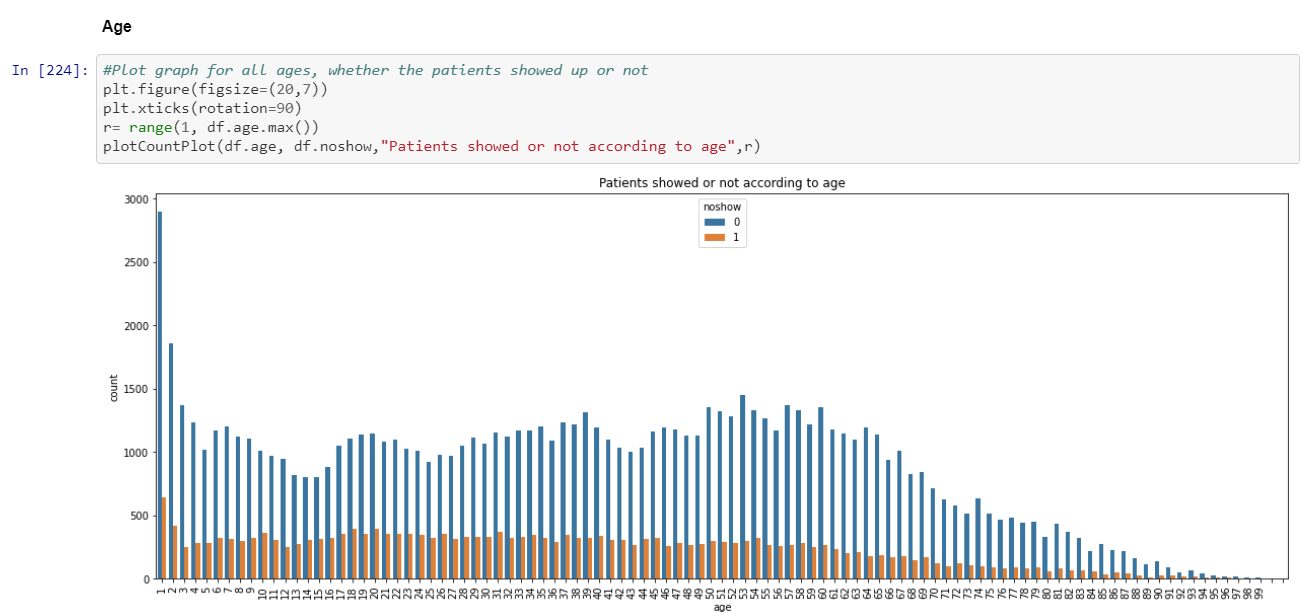 Age
In [224]:
#Plot graph for all ages, whether the patients showed up or not
plt.figure(figsize=(20,7))
plt.xticks(rotation=90)
r= range(1, df.age.max())
plotCountPlot(df.age, df.noshow,"Patients showed or not according to age",r)
Patients showed or not according to age
noshow
0
1
3000
2500
2000
1500
1000
500
0
count
1 2 3 4 5 6 7 8 9 10 11 12 13 14 15 16 17 18 19 20 21 22 23 24 25 26 27 28 29 30 31 32 33 34 35 36 37 38 39 40 41 42 43 44 45 46 47 48 49 50 51 52 53 54 55 56 57 58 59 60 61 62 63 64 65 66 67 68 69 70 71 72 73 74 75 76 77 78 79 80 81 82 83 84 85 86 87 88 89 90 91 92 93 94 95 96 97 98 99
age